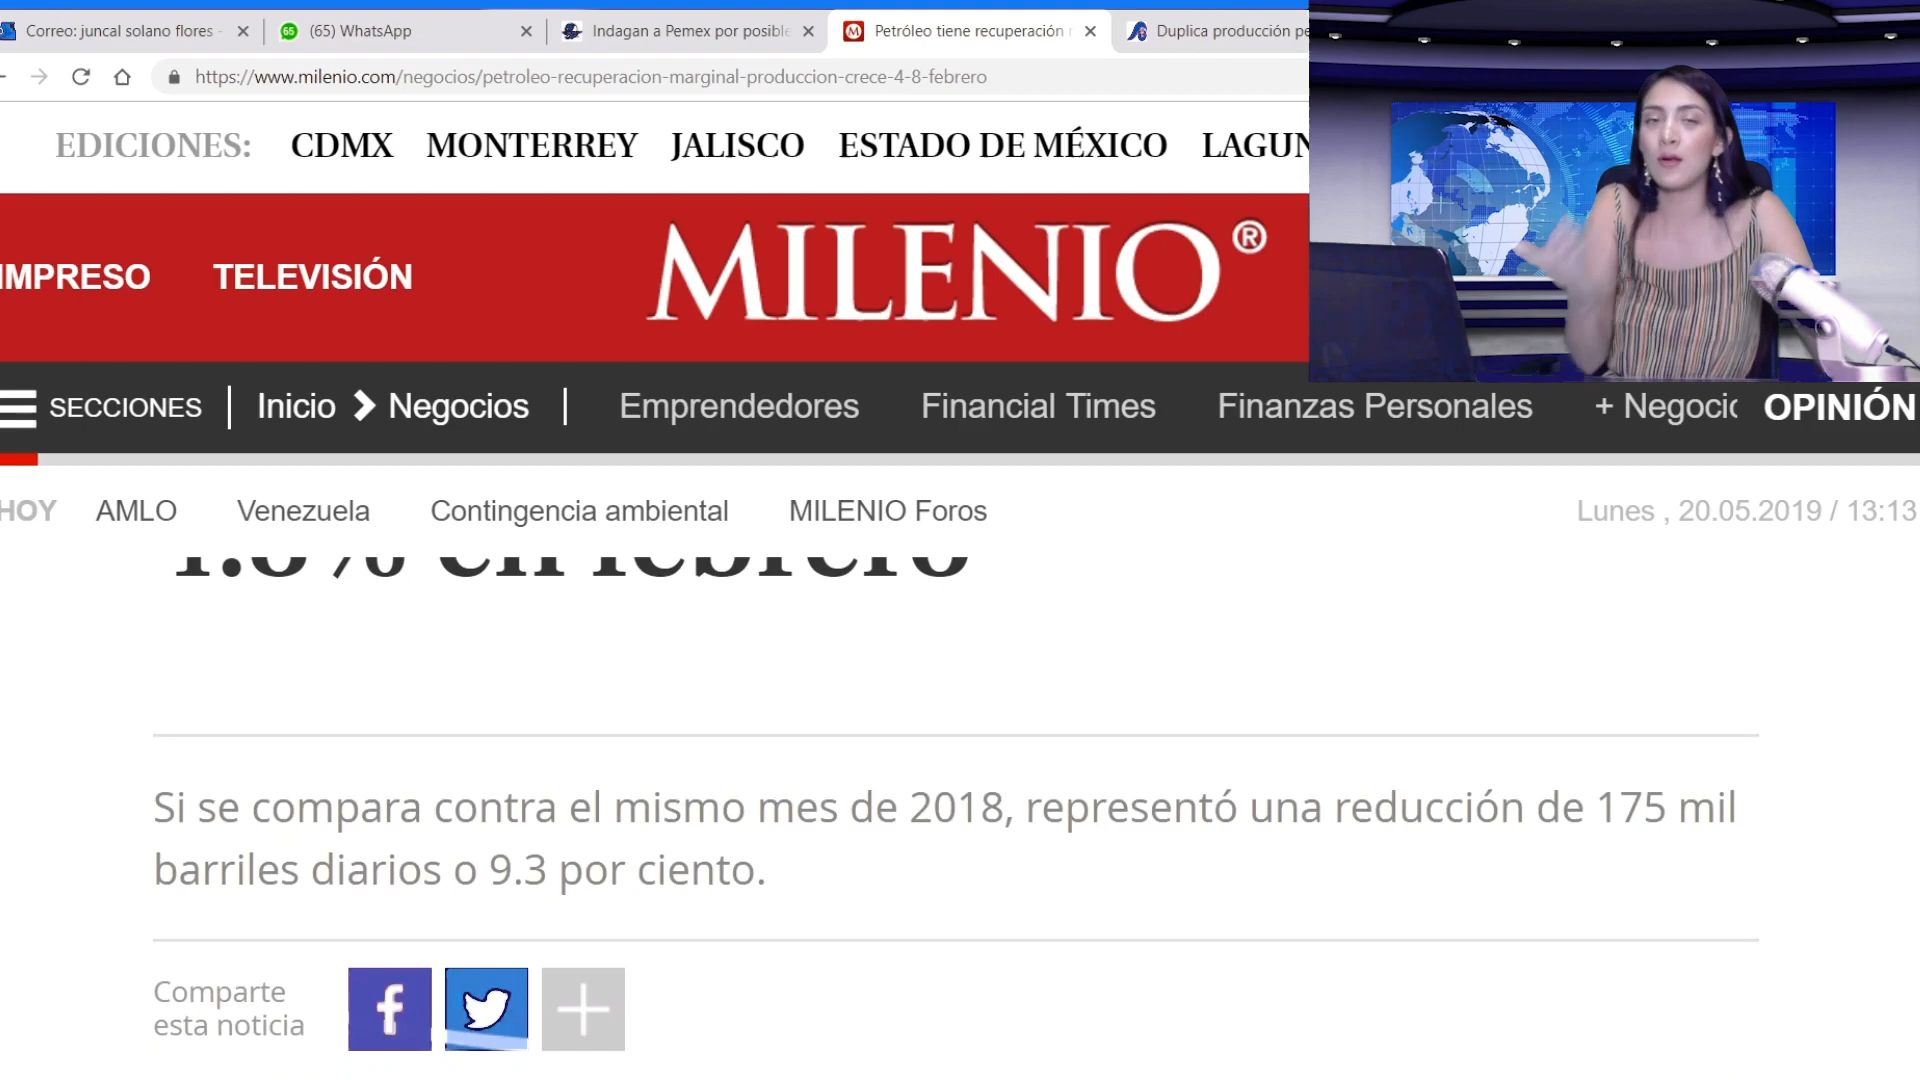 Correo: juncal solano flores -
65 (65) WhatsApp
Indagan a Pemex por posible
Petróleo tiene recuperación
Duplica producción pe
https://www.milenio.com/negocios/petroleo-recuperacion-marginal-produccion-crece-4-8-febrero
EDICIONES: CDMX MONTERREY JALISCO ESTADO DE MÉXICO LAGUN
IMPRESO TELEVISIÓN MILENIO®
SECCIONES Inicio Negocios Emprendedores Financial Times Finanzas Personales + Negocio OPINIÓN
HOY AMLO Venezuela Contingencia ambiental MILENIO Foros Lunes , 20.05.2019 / 13:13
en febrero
Si se compara contra el mismo mes de 2018, representó una reducción de 175 mil
barriles diarios o 9.3 por ciento.
Comparte
esta noticia